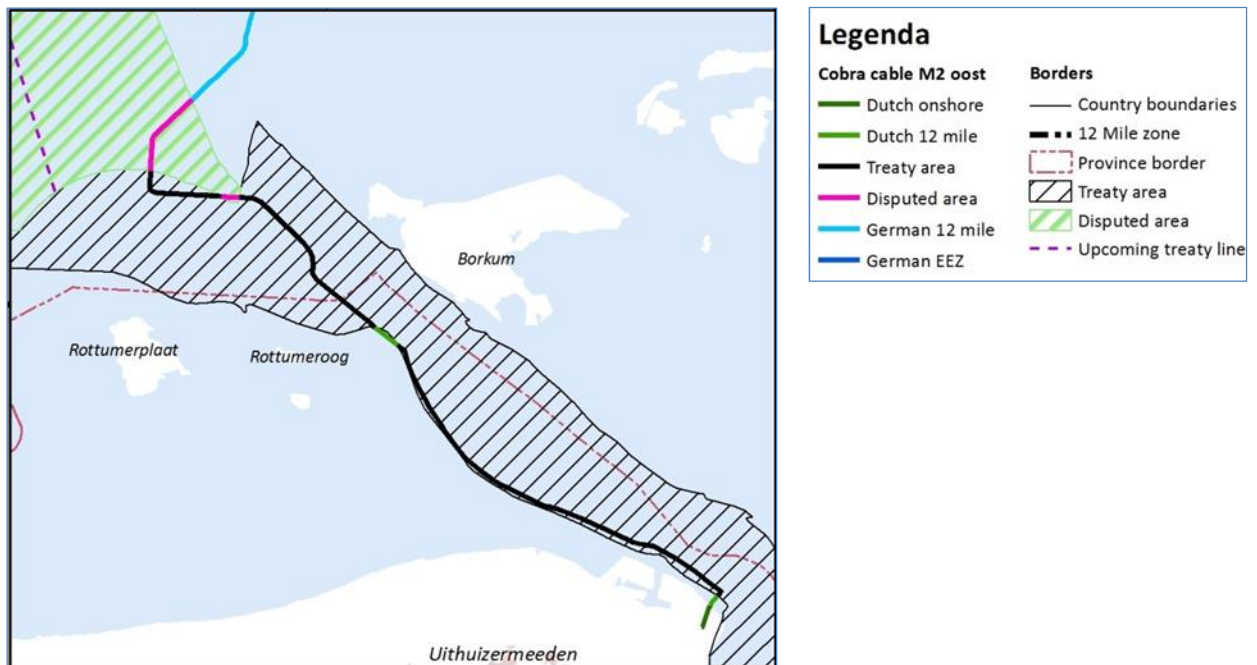 Borkum
Rottumerplaat
Rottumeroog
Uithuizermeeden
Legenda
Cobra cable M2 oost
Dutch onshore
Dutch 12 mile
Treaty area
Disputed area
German 12 mile
German EEZ
Borders
Country boundaries
12 Mile zone
Province border
Treaty area
Disputed area
Upcoming treaty line